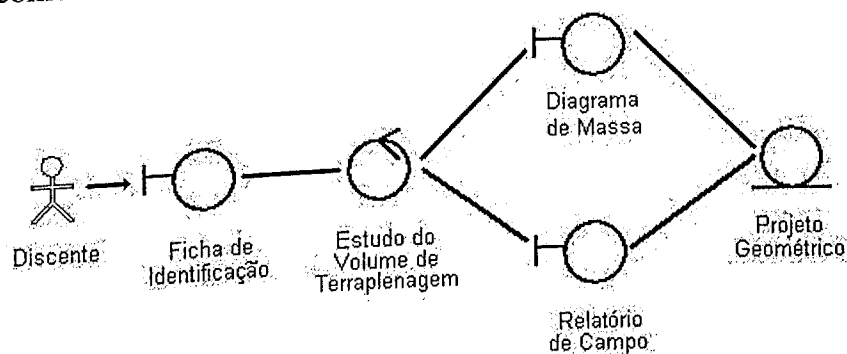 Discente
Ficha de
Identificação
Estudo do
Volume de
Terraplenagem
Diagrama
de Massa
Relatório
de Campo
Projeto
Geométrico